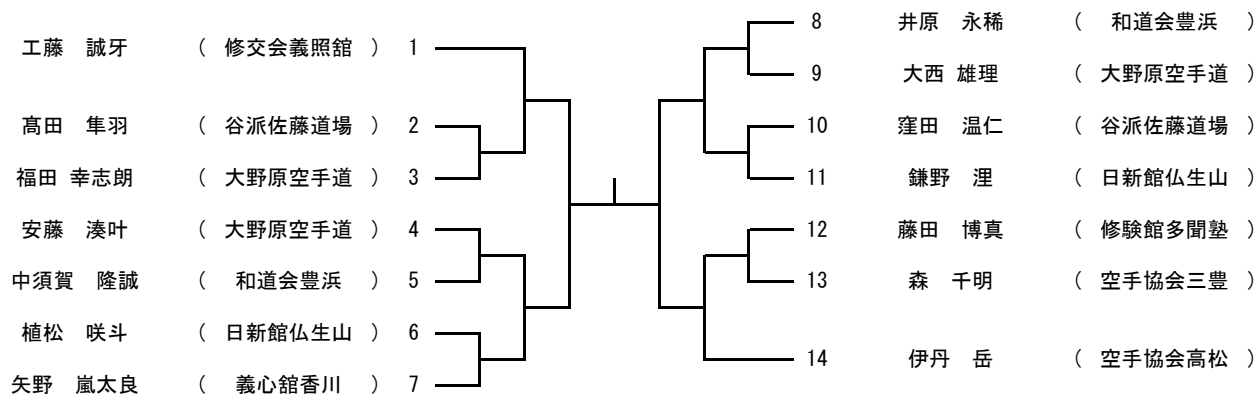 工藤　誠牙 （ 修交会義照舘 ） 1
髙田　隼羽 （ 谷派佐藤道場 ） 2
福田 幸志朗 （ 大野原空手道 ） 3
安藤　湊叶 （ 大野原空手道 ） 4
中須賀　隆誠 （ 和道会豊浜 ） 5
植松　咲斗 （ 日新館仏生山 ） 6
矢野　嵐太良 （ 義心舘香川 ） 7
8 井原　永稀 （ 和道会豊浜 ）
9 大西 雄理 （ 大野原空手道 ）
10 窪田　温仁 （ 谷派佐藤道場 ）
11 鎌野　浬 （ 日新館仏生山 ）
12 藤田　博真 （ 修験館多聞塾 ）
13 森　千明 （ 空手協会三豊 ）
14 伊丹　岳 （ 空手協会高松 ）